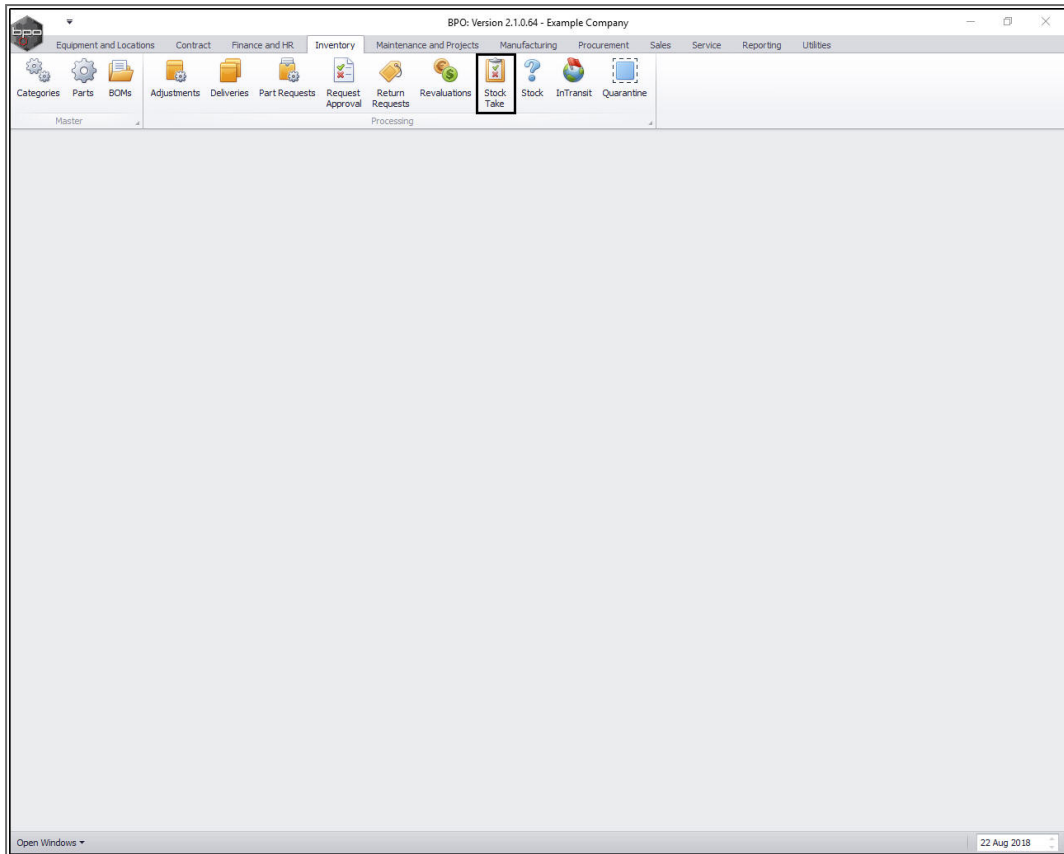 bpo
BPO: Version 2.1.0.64 - Example Company
Equipment and Locations Contract Finance and HR Inventory Maintenance and Projects Manufacturing Procurement Sales Service Reporting Utilities
Categories Parts BOMs Adjustments Deliveries Part Requests Request Approval Return Requests Revaluations Stock Take Stock InTransit Quarantine
Master Processing
Open Windows 22 Aug 2018